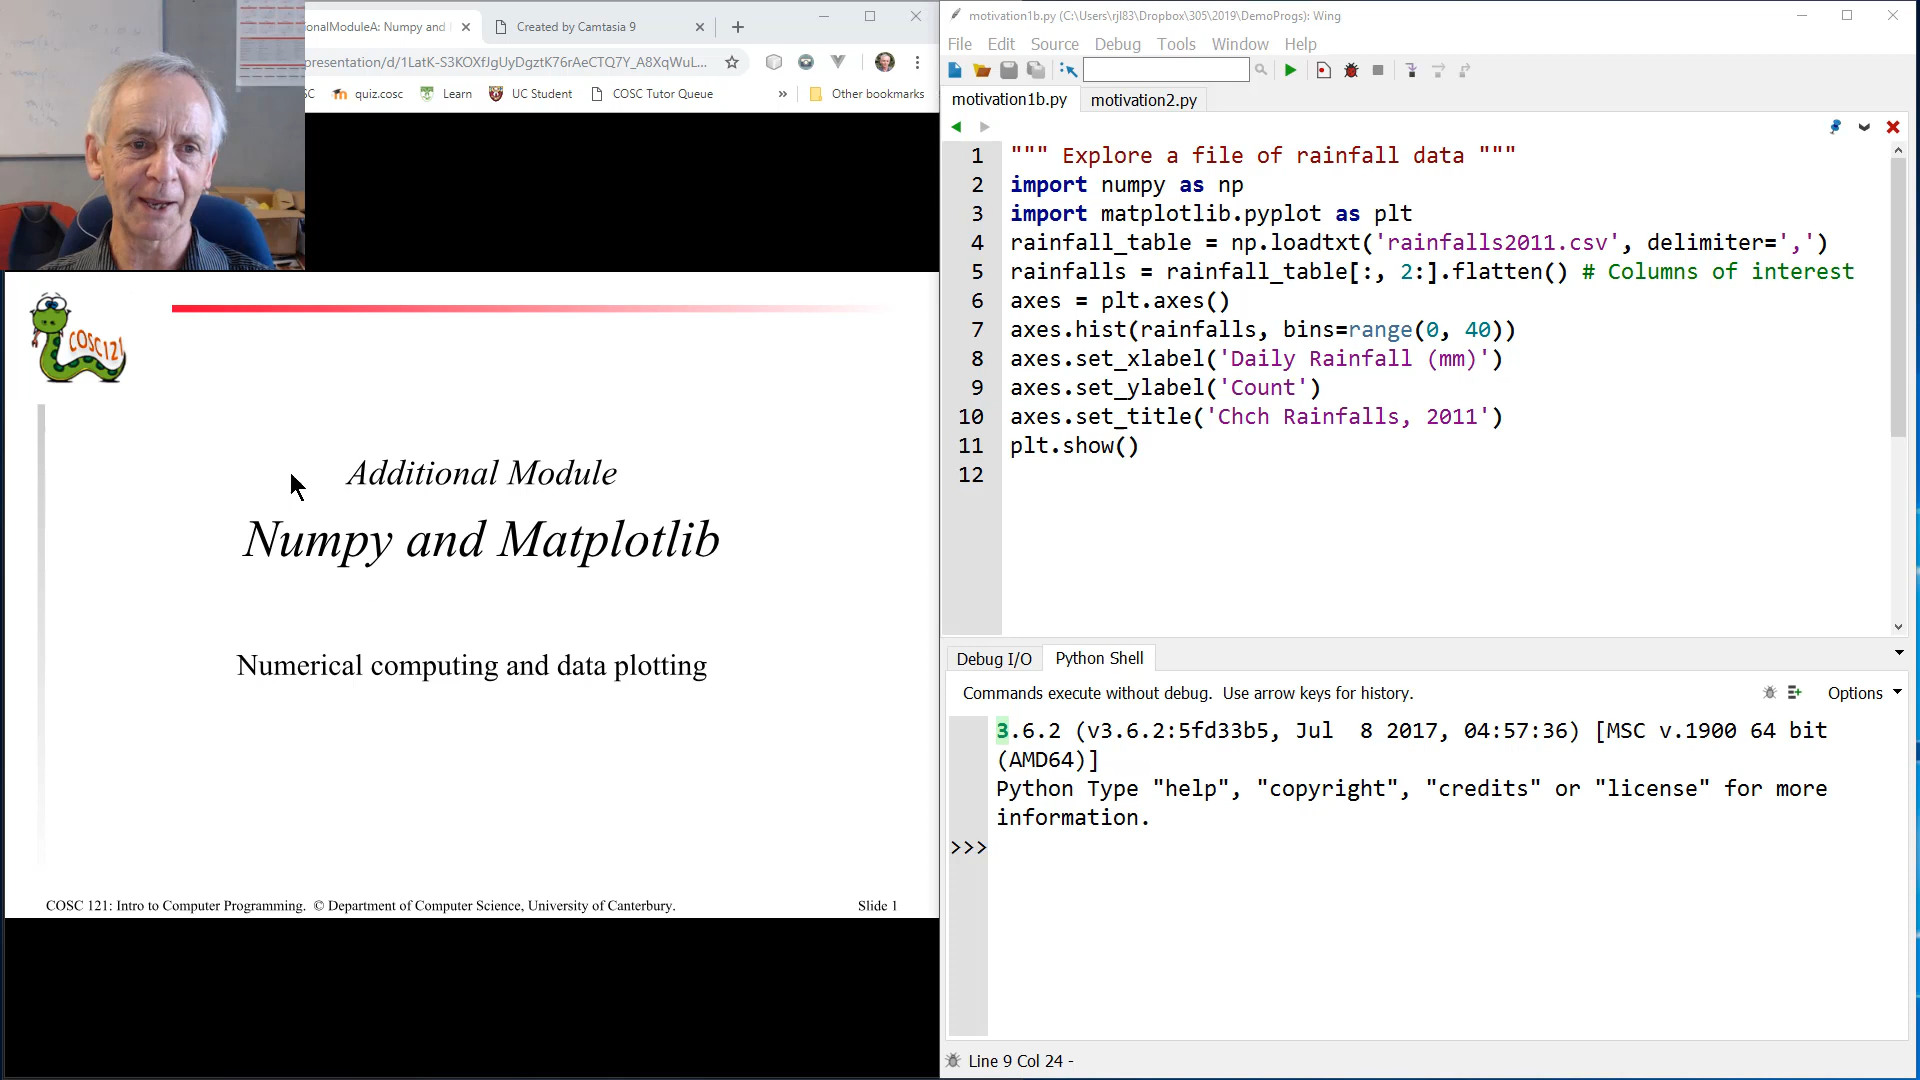 onalModuleA: Numpy and
Created by Camtasia 9
presentation/d/1LatK-S3KOXfJgUyDgztK76rAeCTQ7Y_A8XqWuL...
SC
quiz.cosc
Learn
UC Student
COSC Tutor Queue
»
Other bookmarks
COSC121
Additional Module
Numpy and Matplotlib
Numerical computing and data plotting
COSC 121: Intro to Computer Programming. © Department of Computer Science, University of Canterbury.
Slide 1
motivation1b.py (C:\Users\rjl83\Dropbox\305\2019\DemoProgs): Wing
File Edit Source Debug Tools Window Help
motivation1b.py motivation2.py
1 """ Explore a file of rainfall data """
2 import numpy as np
3 import matplotlib.pyplot as plt
4 rainfall_table = np.loadtxt('rainfalls2011.csv', delimiter=',')
5 rainfalls = rainfall_table[:, 2:].flatten() # Columns of interest
6 axes = plt.axes()
7 axes.hist(rainfalls, bins=range(0, 40))
8 axes.set_xlabel('Daily Rainfall (mm)')
9 axes.set_ylabel('Count')
10 axes.set_title('Chch Rainfalls, 2011')
11 plt.show()
12
Debug I/O Python Shell
Commands execute without debug. Use arrow keys for history.
Options
3.6.2 (v3.6.2:5fd33b5, Jul  8 2017, 04:57:36) [MSC v.1900 64 bit
(AMD64)]
Python Type "help", "copyright", "credits" or "license" for more
information.
>>>
Line 9 Col 24 -